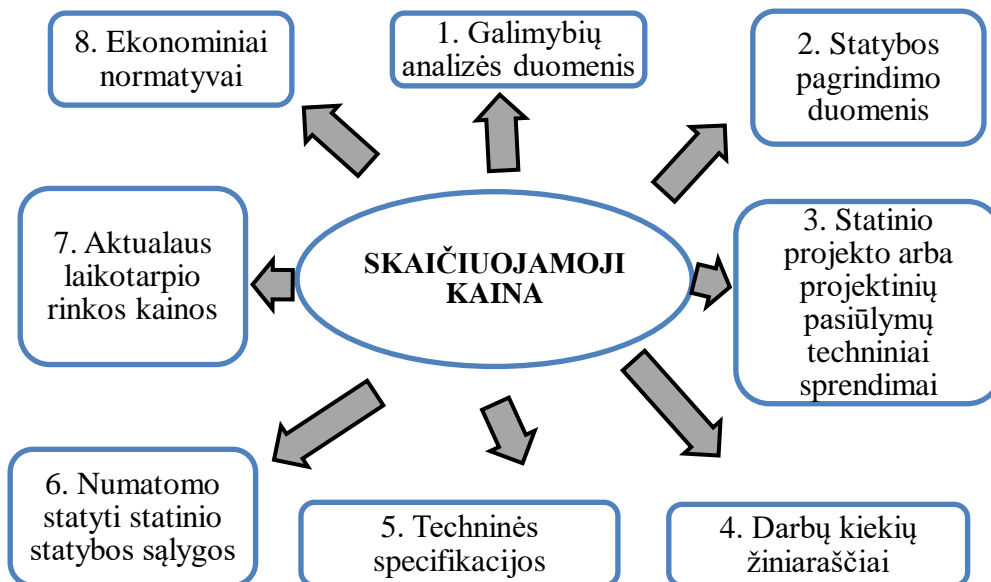 8. Ekonominiai
normatyvai
1. Galimybių
analizės duomenis
2. Statybos
pagrindimo
duomenis
7. Aktualaus
laikotarpio
rinkos kainos
SKAIČIUOJAMOJI
KAINA
3. Statinio
projekto arba
projektinių
pasiūlymų
techniniai
sprendimai
6. Numatomo
statyti statinio
statybos sąlygos
5. Techninės
specifikacijos
4. Darbų kiekių
žiniaraščiai